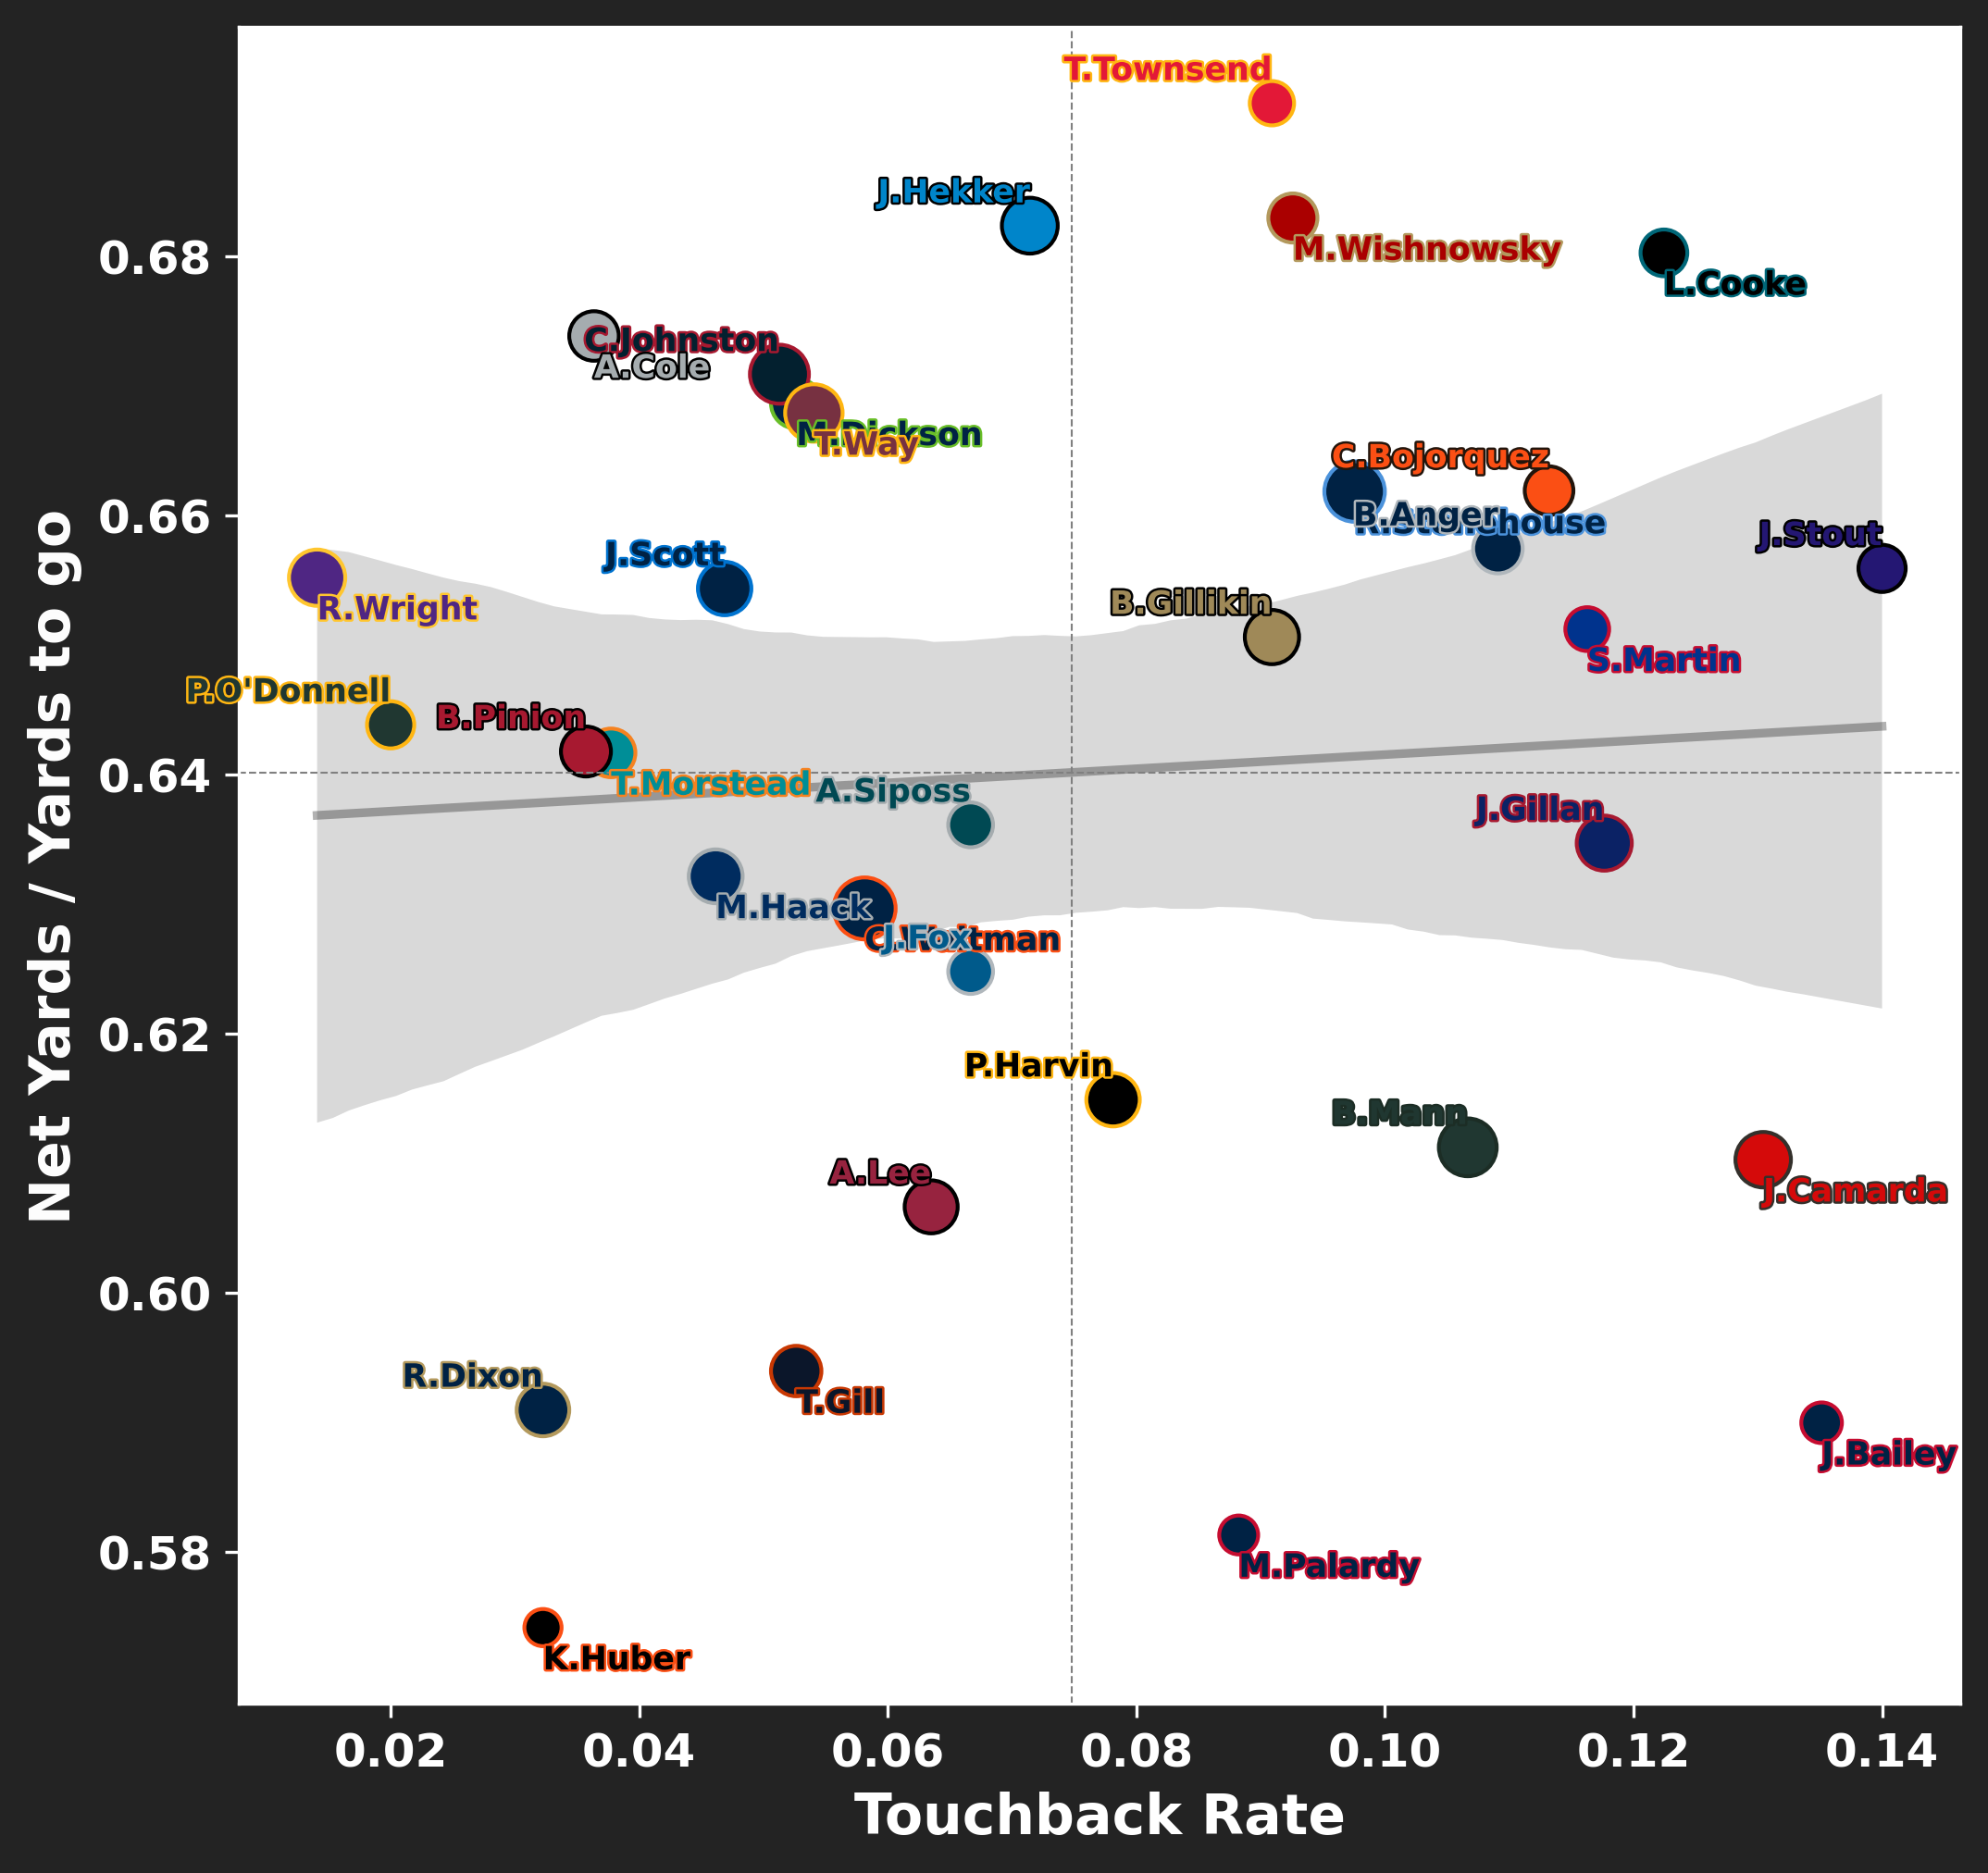 T.Townsend
J.Hekker
M.Wishnowsky
L.Cooke
C.Johnston
A.Cole
M.Dickson
T.Way
C.Bojorquez
B.Anger
J.Stout
J.Scott
R.Wright
B.Gillikin
S.Martin
P.O'Donnell
B.Pinion
T.Morstead
A.Siposs
J.Gillan
M.Haack
J.Fox
P.Harvin
B.Mann
A.Lee
J.Camarda
R.Dixon
T.Gill
J.Bailey
M.Palardy
K.Huber
Net Yards / Yards to go
0.68
0.66
0.64
0.62
0.60
0.58
0.02 0.04 0.06 0.08 0.10 0.12 0.14
Touchback Rate